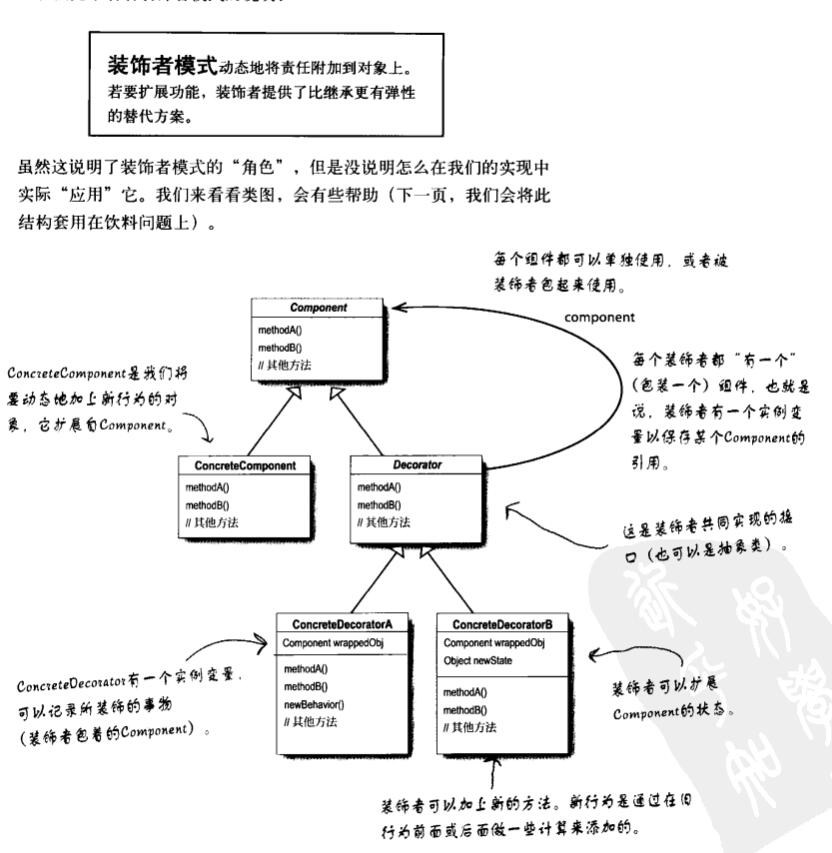 装饰者模式动态地将责任附加到对象上。
若要扩展功能，装饰者提供了比继承更有弹性
的替代方案。
虽然这说明了装饰者模式的“角色”，但是没说明怎么在我们的实现中
实际“应用”它。我们来看看类图，会有些帮助（下一页，我们会将此
结构套用在饮料问题上）。
每个组件都可以单独使用，或者被
装饰者包起来使用。
component
Component
methodA()
methodB()
// 其他方法
ConcreteComponent是我们将
要动态地加上新行为的对
象，它扩展自Component。
每个装饰者都“有一个”
（包装一个）组件，也就是
说，装饰者有一个实例变
量以保存某个Component的
引用。
ConcreteComponent
methodA()
methodB()
// 其他方法
Decorator
methodA()
methodB()
// 其他方法
这是装饰者共同实现的接
口（也可以是抽象类）。
ConcreteDecoratorA
Component wrappedObj
methodA()
methodB()
newBehavior()
// 其他方法
ConcreteDecoratorB
Component wrappedObj
Object newState
methodA()
methodB()
// 其他方法
ConcreteDecorator有一个实例变量，
可以记录所装饰的事物
（装饰者包着的Component）。
装饰者可以扩展
Component的状态。
装饰者可以加上新的方法。新行为是通过在旧
行为前面或后面做一些计算来添加的。